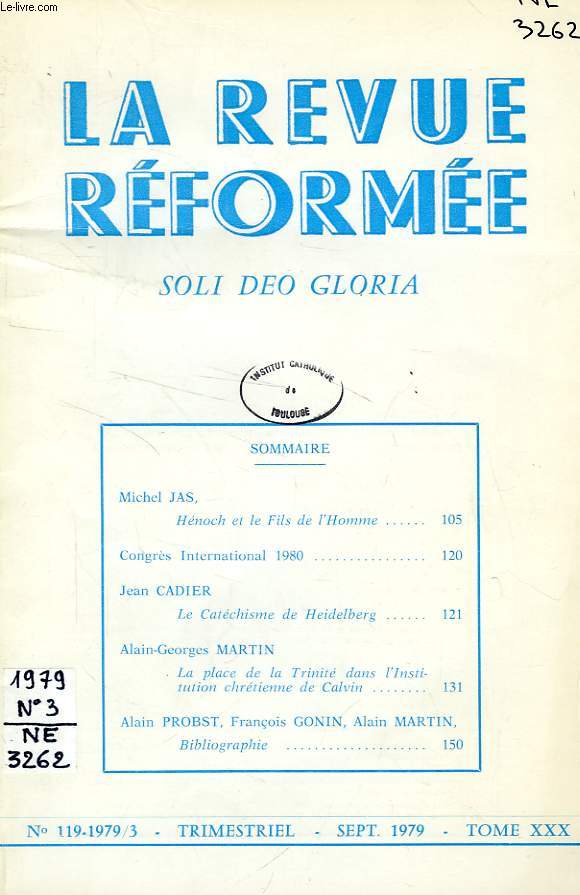 Le-livre.com
NE
3262
LA REVUE
RÉFORMÉE
SOLI DEO GLORIA
INSTITUT CATHOLIQUE
de
TOULOUSE
SOMMAIRE
Michel JAS,
Hénoch et le Fils de l'Homme ...... 105
Congrès International 1980 ................ 120
Jean CADIER
Le Catéchisme de Heidelberg ...... 121
Alain-Georges MARTIN
La place de la Trinité dans l'Insti-
tution chrétienne de Calvin ........ 131
Alain PROBST, François GONIN, Alain MARTIN,
Bibliographie .................... 150
1979
N°3
NE
3262
No 119-1979/3 - TRIMESTRIEL - SEPT. 1979 - TOME XXX